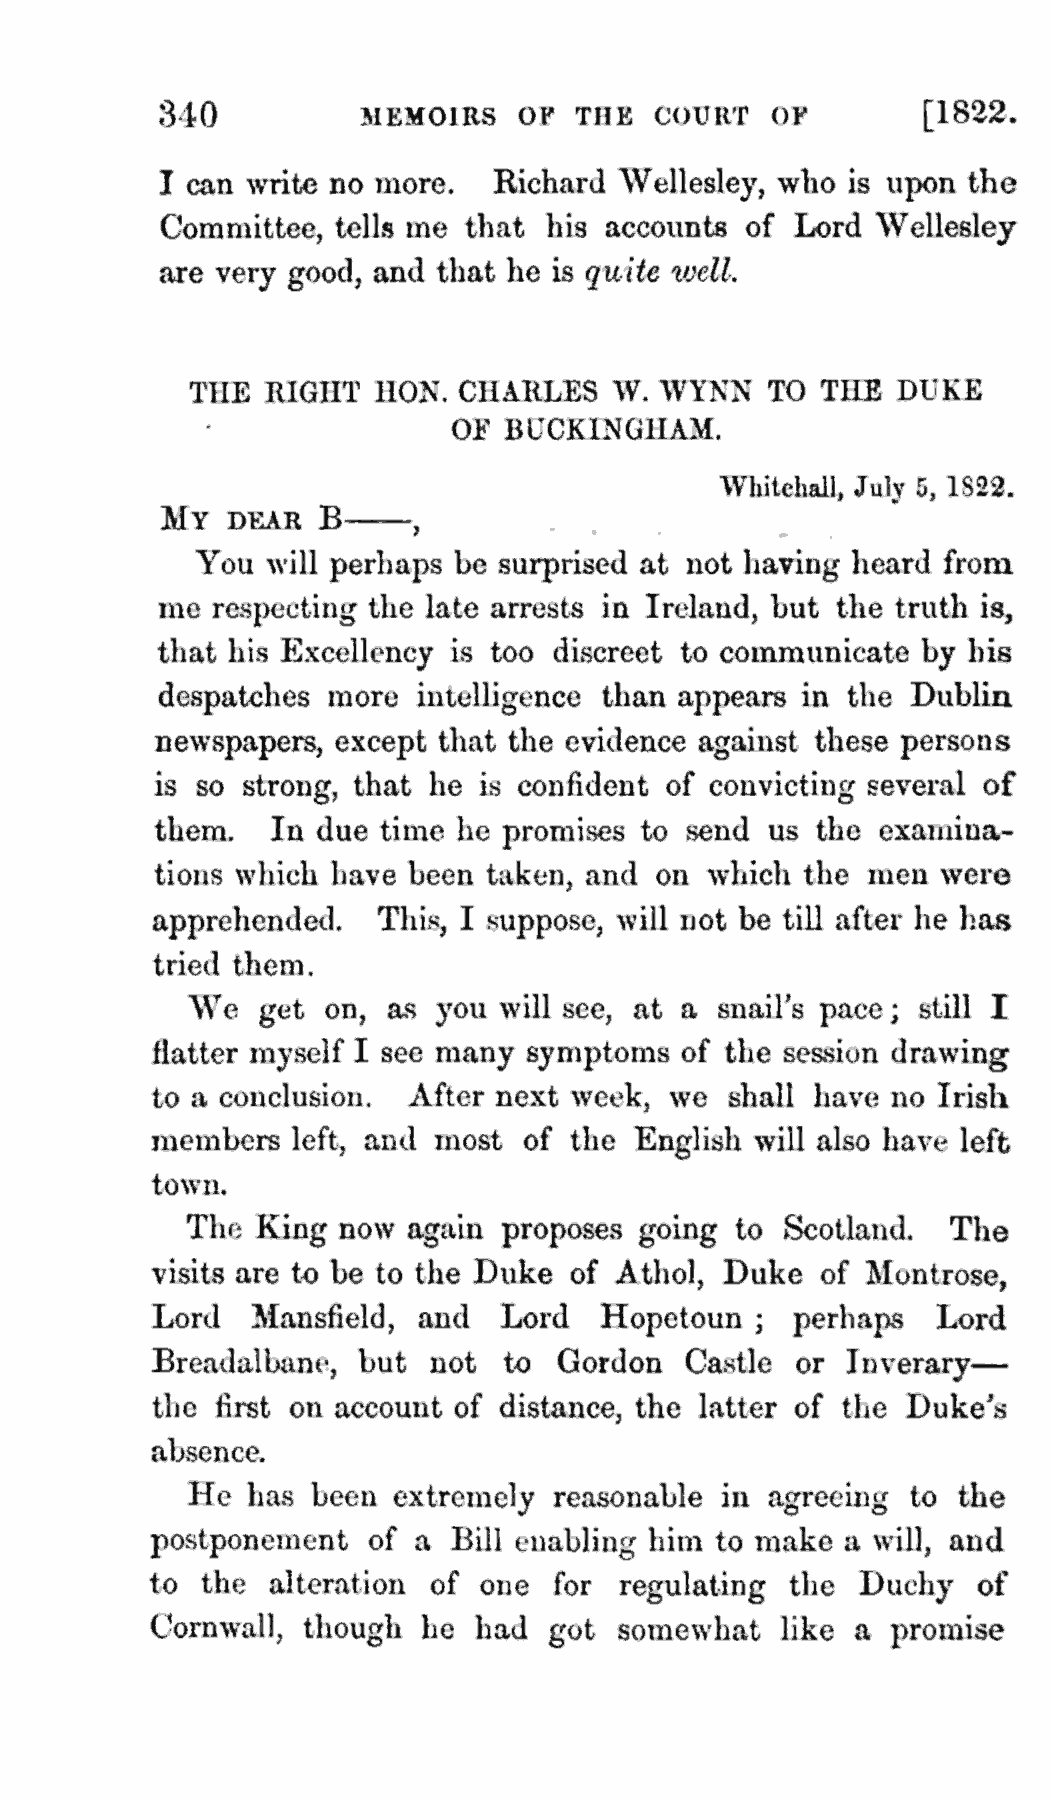 340 MEMOIRS OF THE COURT OF [1822.
I can write no more. Richard Wellesley, who is upon the
Committee, tells me that his accounts of Lord Wellesley
are very good, and that he is quite well.
THE RIGHT HON. CHARLES W. WYNN TO THE DUKE
OF BUCKINGHAM.
Whitehall, July 5, 1822.
MY DEAR B——,
You will perhaps be surprised at not having heard from
me respecting the late arrests in Ireland, but the truth is,
that his Excellency is too discreet to communicate by his
despatches more intelligence than appears in the Dublin
newspapers, except that the evidence against these persons
is so strong, that he is confident of convicting several of
them. In due time he promises to send us the examina-
tions which have been taken, and on which the men were
apprehended. This, I suppose, will not be till after he has
tried them.
We get on, as you will see, at a snail's pace; still I
flatter myself I see many symptoms of the session drawing
to a conclusion. After next week, we shall have no Irish
members left, and most of the English will also have left
town.
The King now again proposes going to Scotland. The
visits are to be to the Duke of Athol, Duke of Montrose,
Lord Mansfield, and Lord Hopetoun; perhaps Lord
Breadalbane, but not to Gordon Castle or Inverary—
the first on account of distance, the latter of the Duke's
absence.
He has been extremely reasonable in agreeing to the
postponement of a Bill enabling him to make a will, and
to the alteration of one for regulating the Duchy of
Cornwall, though he had got somewhat like a promise